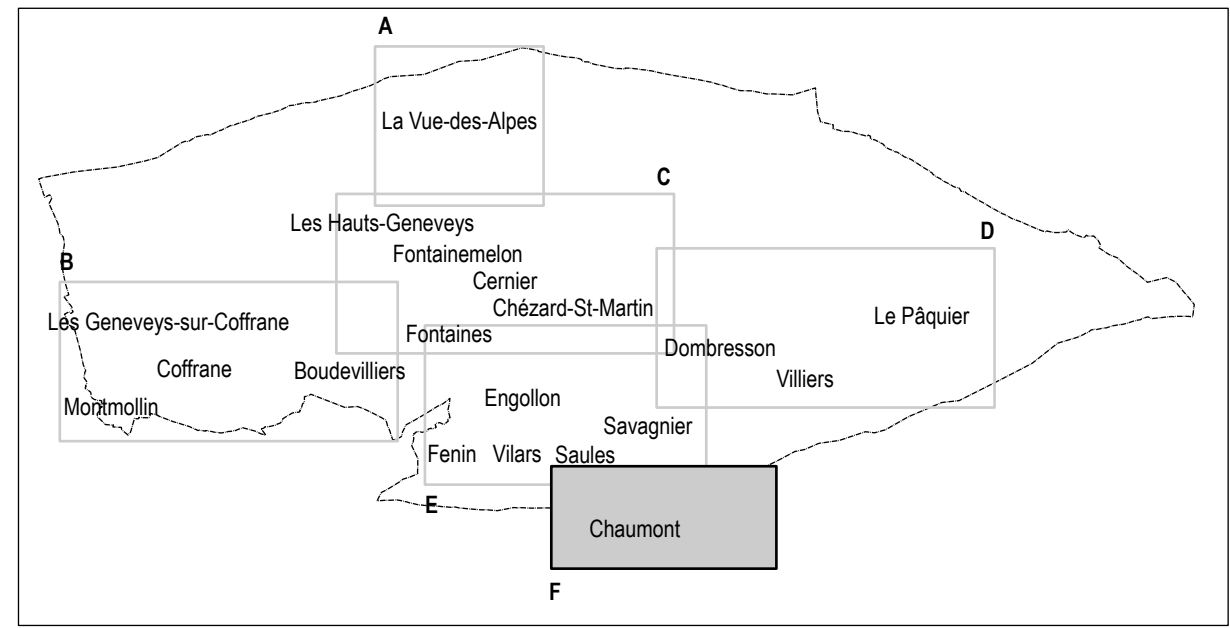 A
La Vue-des-Alpes
C
Les Hauts-Geneveys
D
Fontainemelon
B
Cernier
Chézard-St-Martin
Le Pâquier
Les Geneveys-sur-Coffrane
Fontaines
Dombresson
Coffrane
Boudevilliers
Villiers
Engollon
Montmollin
Savagnier
Fenin Vilars Saules
E
Chaumont
F